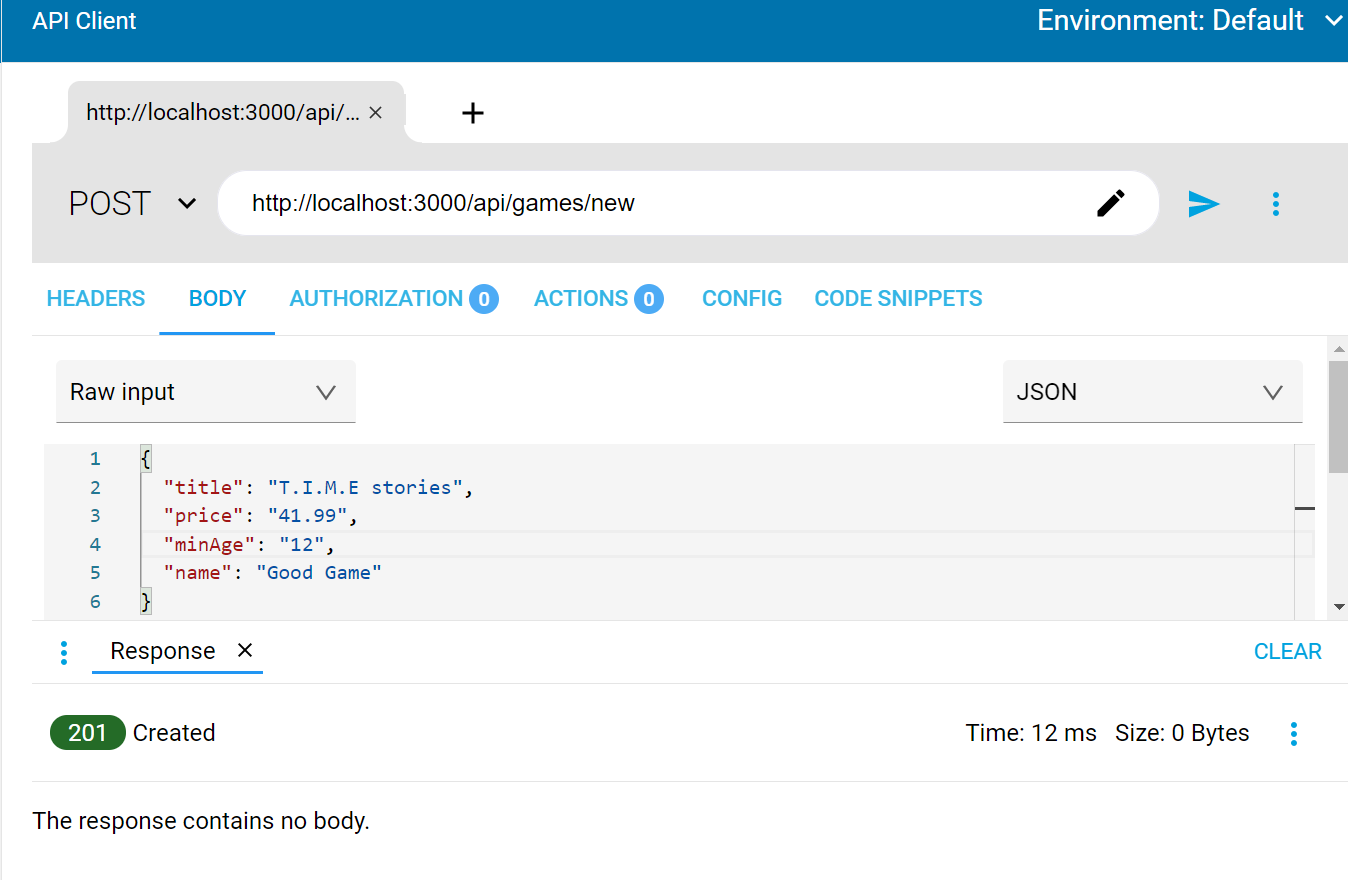 API Client
Environment: Default
http://localhost:3000/api/...
POST
http://localhost:3000/api/games/new
HEADERS BODY AUTHORIZATION 0 ACTIONS 0 CONFIG CODE SNIPPETS
Raw input
JSON
1 {
2 "title": "T.I.M.E stories",
3 "price": "41.99",
4 "minAge": "12",
5 "name": "Good Game"
6 }
Response
CLEAR
201 Created
Time: 12 ms Size: 0 Bytes
The response contains no body.